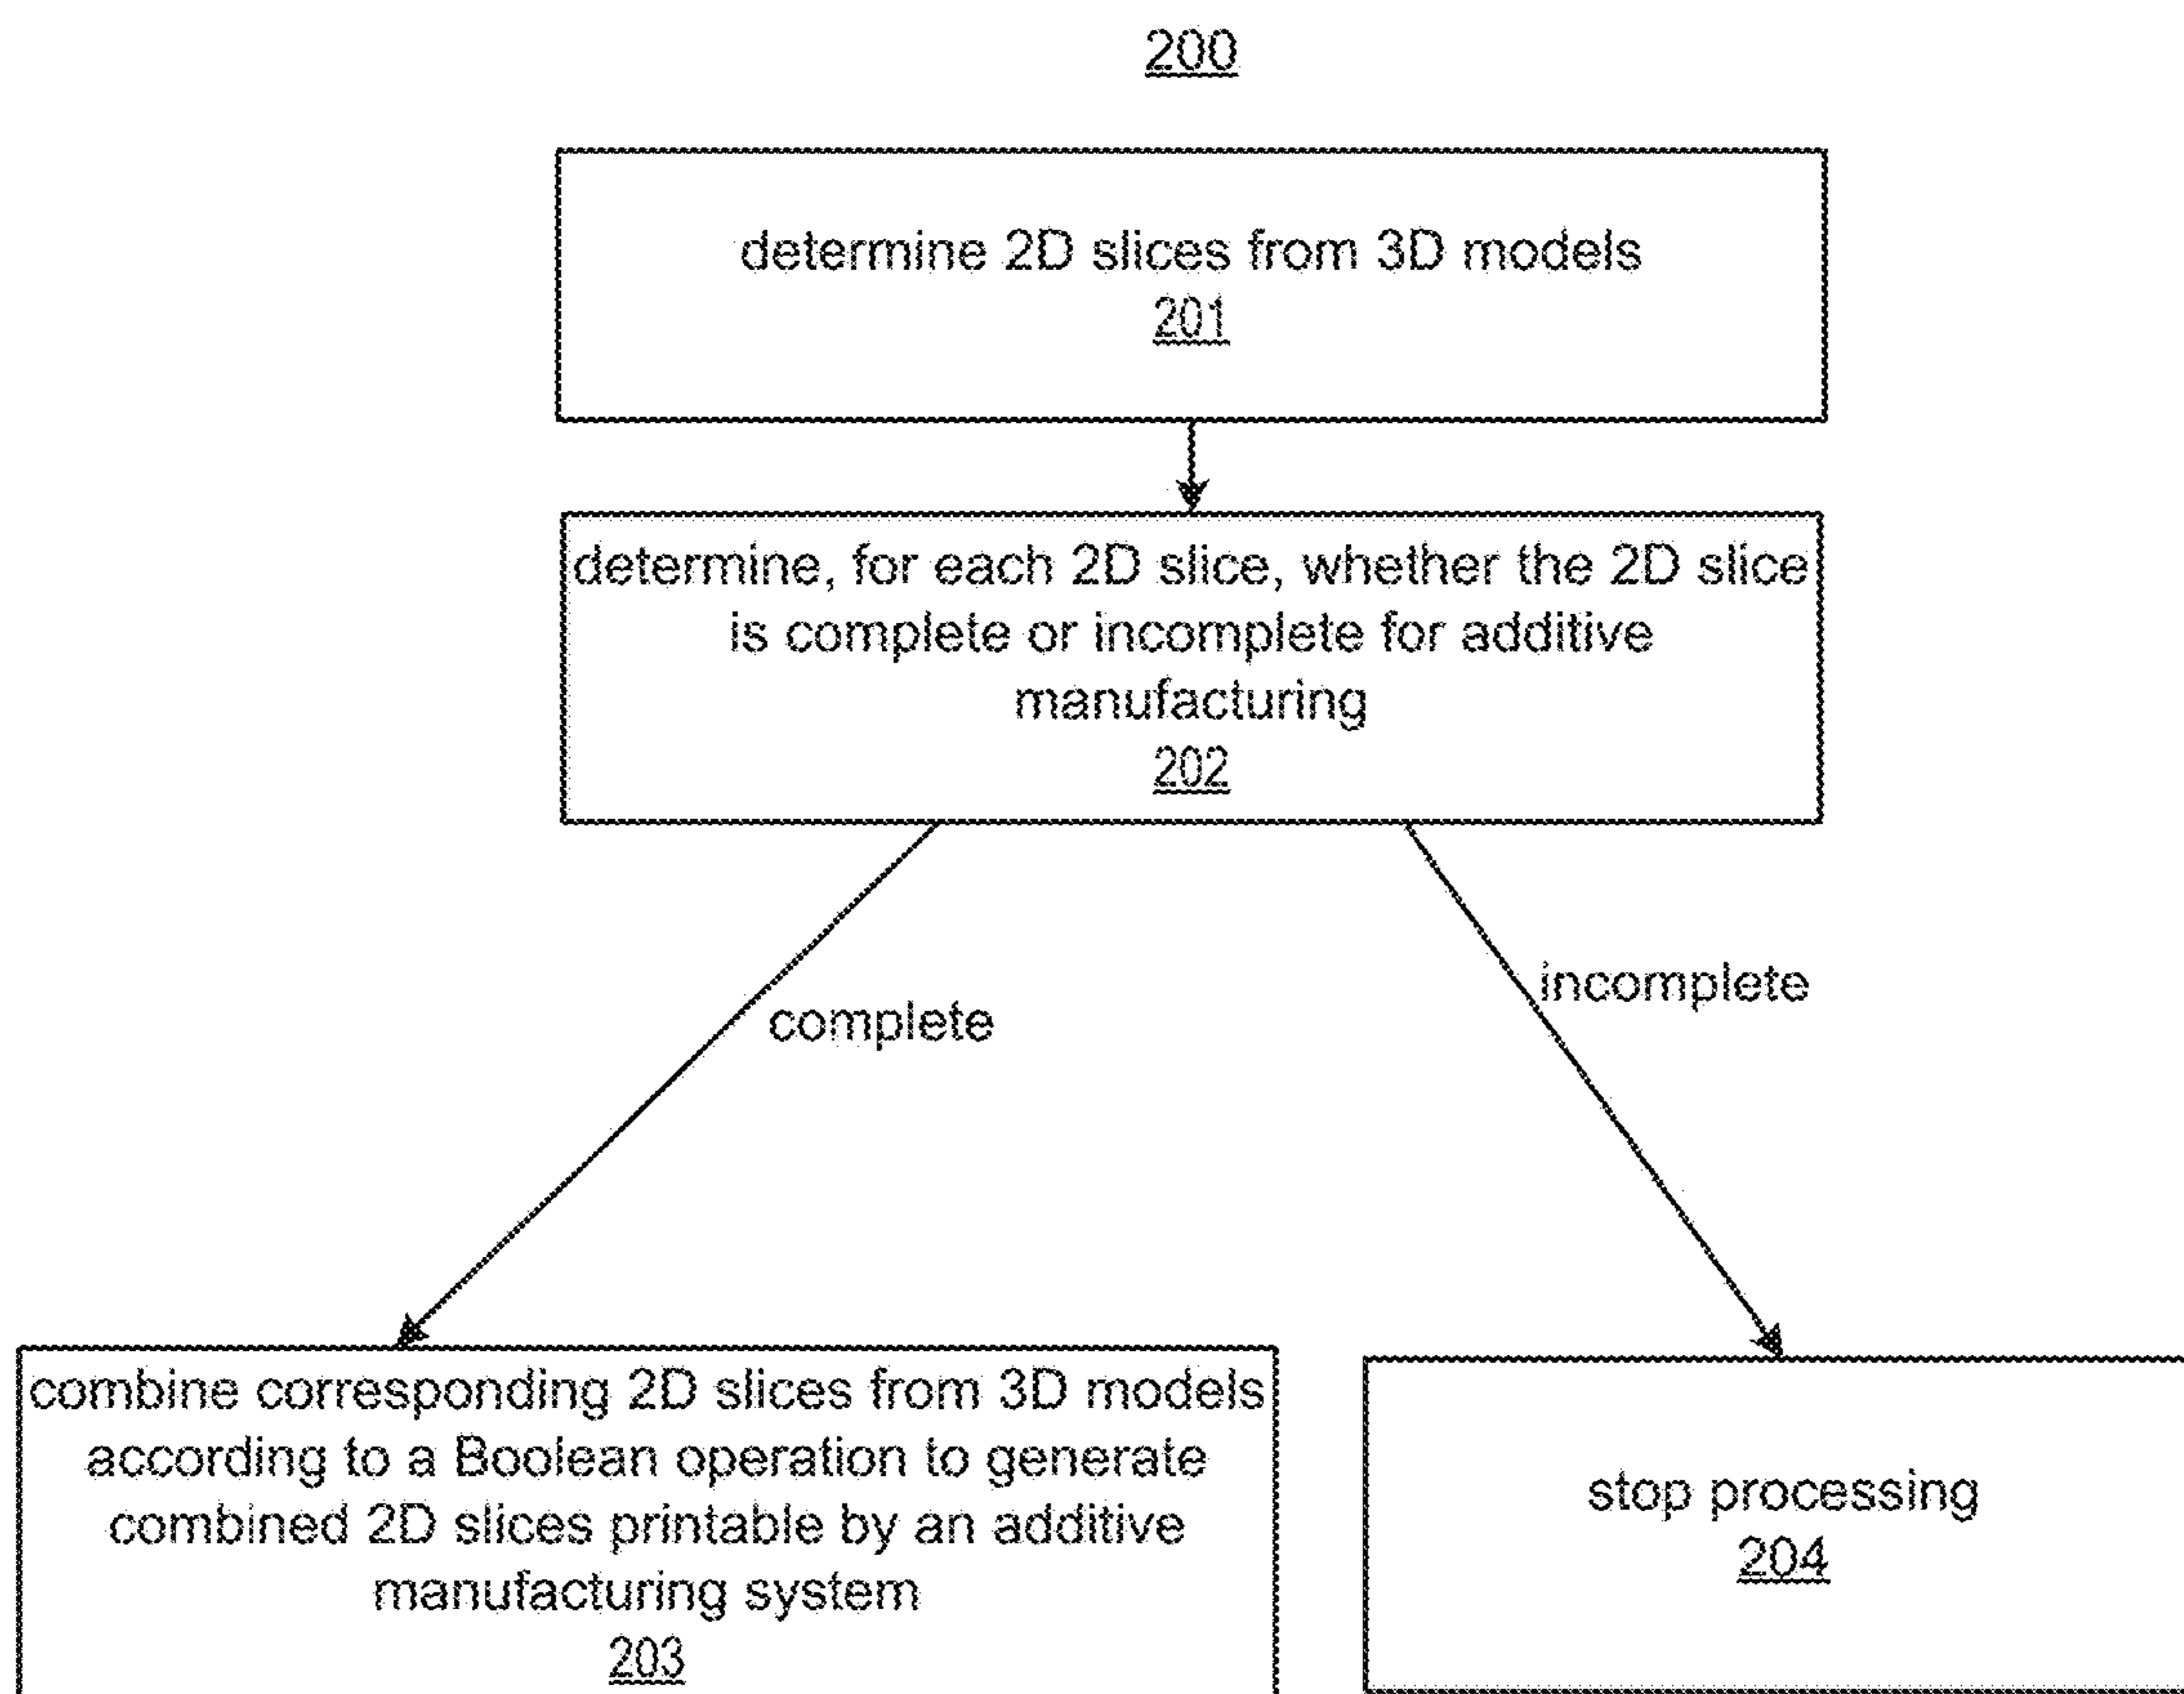 200
determine 2D slices from 3D models
201
determine, for each 2D slice, whether the 2D slice
is complete or incomplete for additive
manufacturing
202
complete
incomplete
combine corresponding 2D slices from 3D models
according to a Boolean operation to generate
combined 2D slices printable by an additive
manufacturing system
203
stop processing
204